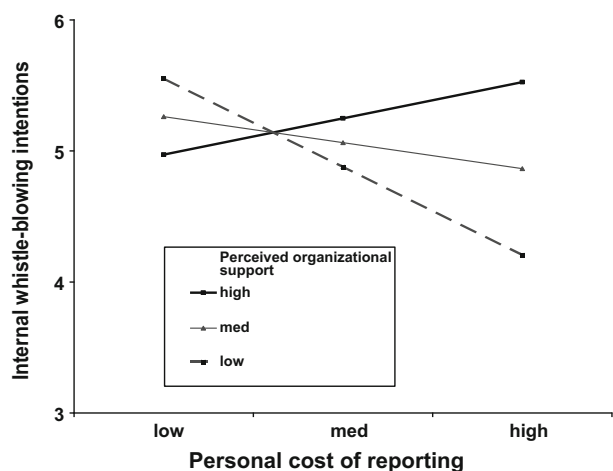 6
5
4
3
Internal whistle-blowing intentions
Perceived organizational
support
high
med
low
low med high
Personal cost of reporting